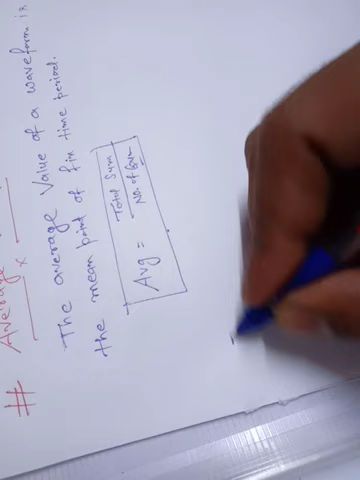 # Average
The average Value of a waveform is
the mean point of fix time period.
Avg = Total Sum
No. of Sum